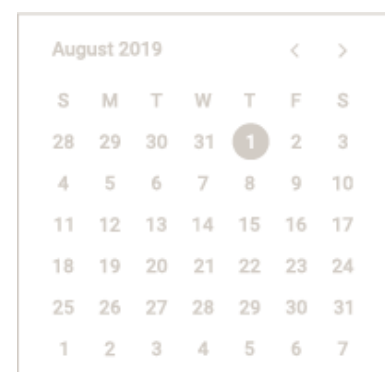 August 2019 < >
S M T W T F S
28 29 30 31 1 2 3
4 5 6 7 8 9 10
11 12 13 14 15 16 17
18 19 20 21 22 23 24
25 26 27 28 29 30 31
1 2 3 4 5 6 7